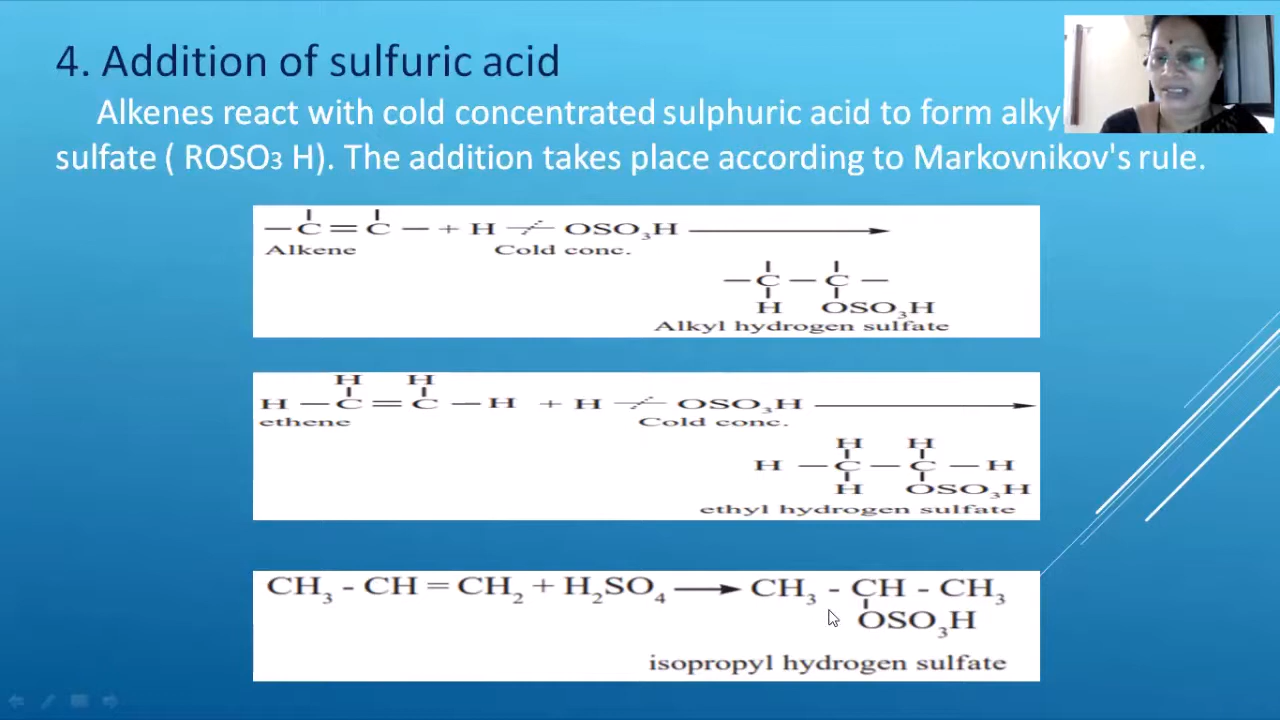 4. Addition of sulfuric acid
Alkenes react with cold concentrated sulphuric acid to form
sulfate ( ROSO3 H). The addition takes place according to Markovnikov's rule.
—C=C— + H —OSO₃H
Alkene Cold conc.
—C—C—
H OSO₃H
Alkyl hydrogen sulfate
H H
H —C=C—H + H —OSO₃H
ethene Cold conc.
H H
H —C—C—H
H OSO₃H
ethyl hydrogen sulfate
CH₃ - CH = CH₂ + H₂SO₄ ⟶ CH₃ - CH - CH₃
OSO₃H
isopropyl hydrogen sulfate